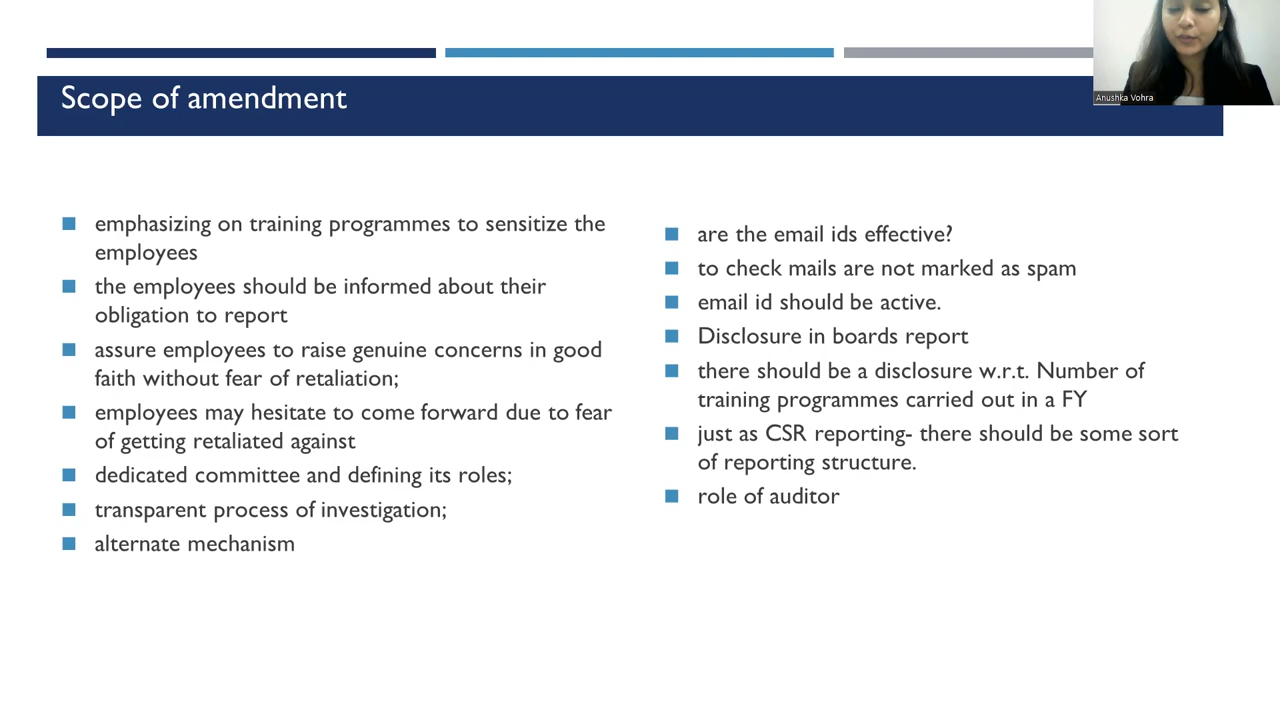 Scope of amendment
Anushka Vohra
emphasizing on training programmes to sensitize the
employees
the employees should be informed about their
obligation to report
assure employees to raise genuine concerns in good
faith without fear of retaliation;
employees may hesitate to come forward due to fear
of getting retaliated against
dedicated committee and defining its roles;
transparent process of investigation;
alternate mechanism
are the email ids effective?
to check mails are not marked as spam
email id should be active.
Disclosure in boards report
there should be a disclosure w.r.t. Number of
training programmes carried out in a FY
just as CSR reporting- there should be some sort
of reporting structure.
role of auditor